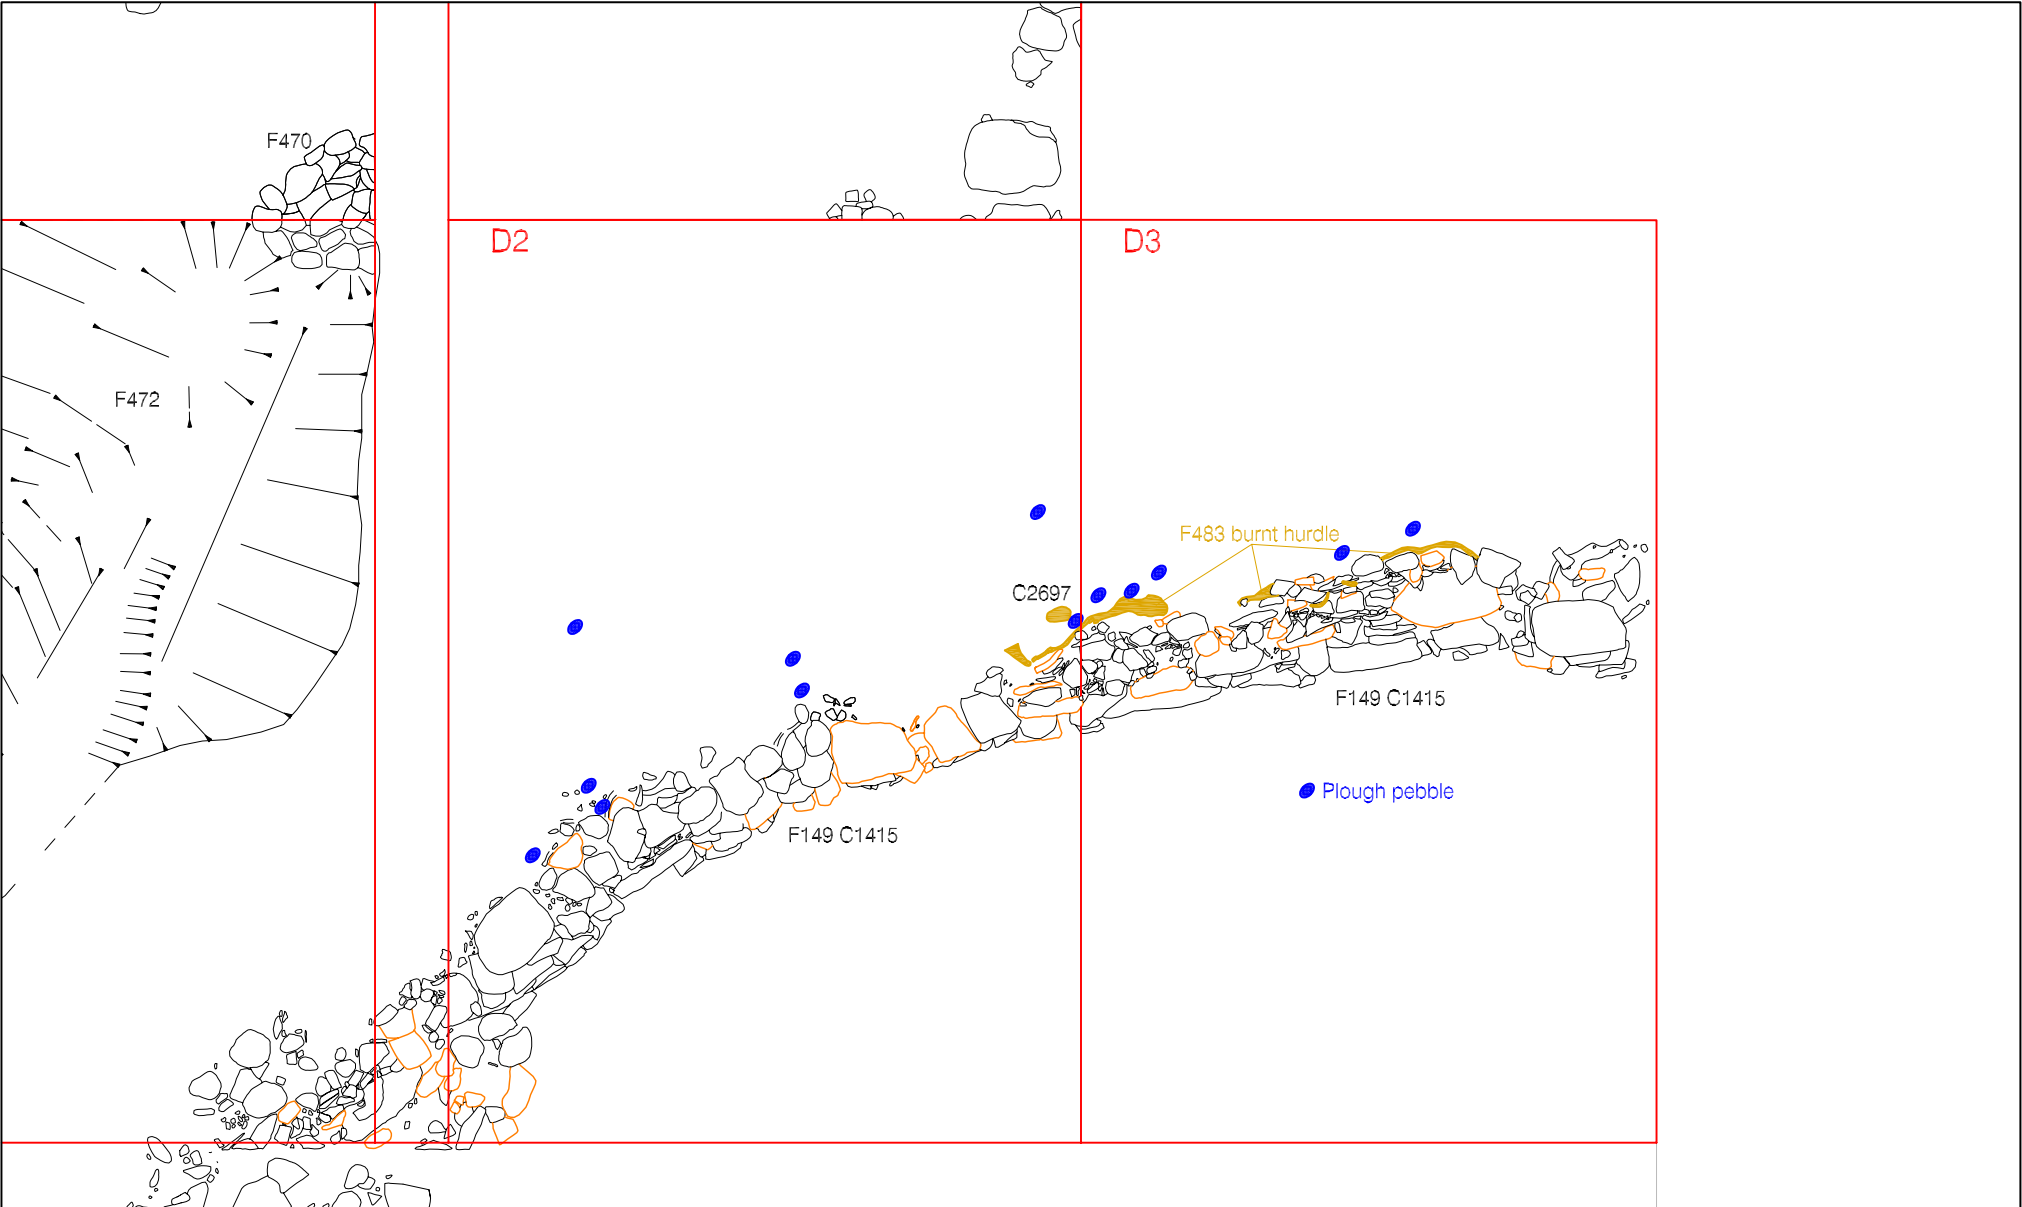 F470
D2
D3
F472
F483 burnt hurdle
C2697
F149 C1415
Plough pebble
F149 C1415